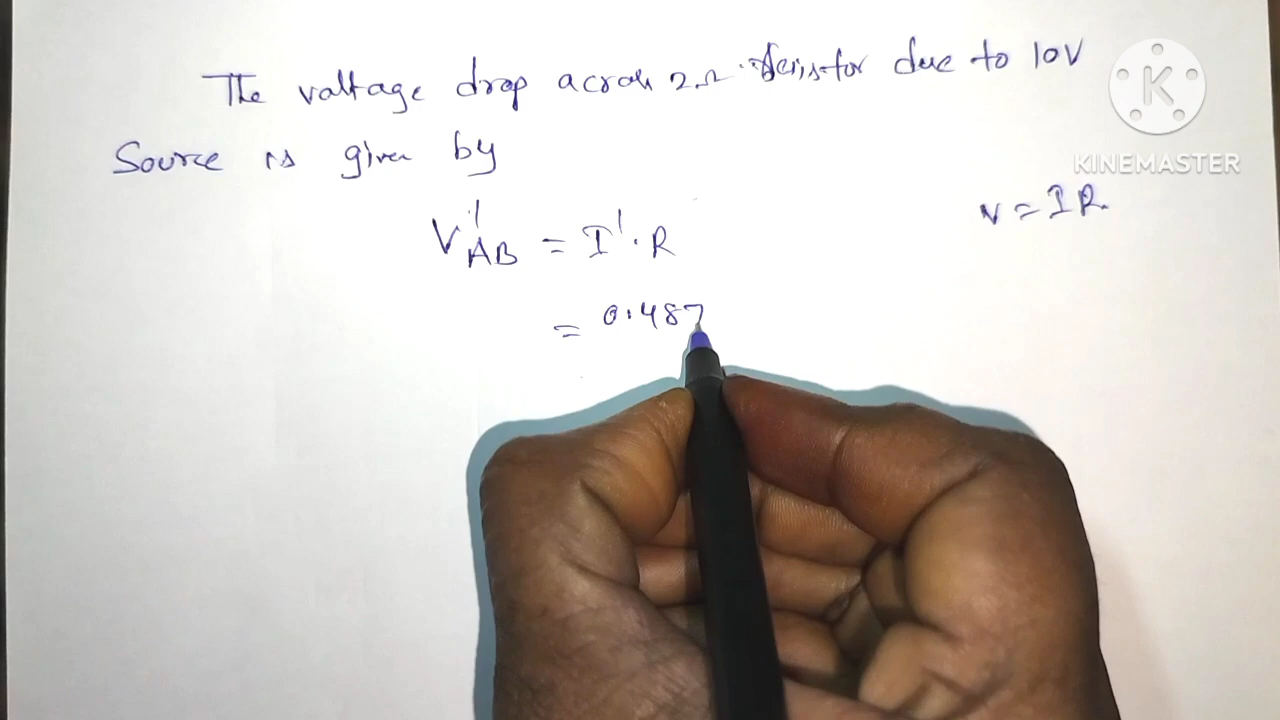 The voltage drop across 2Ω resistor due to 10V
K
KINEMASTER
Source is given by
V = IR.
V'AB = I'. R
= 0.487